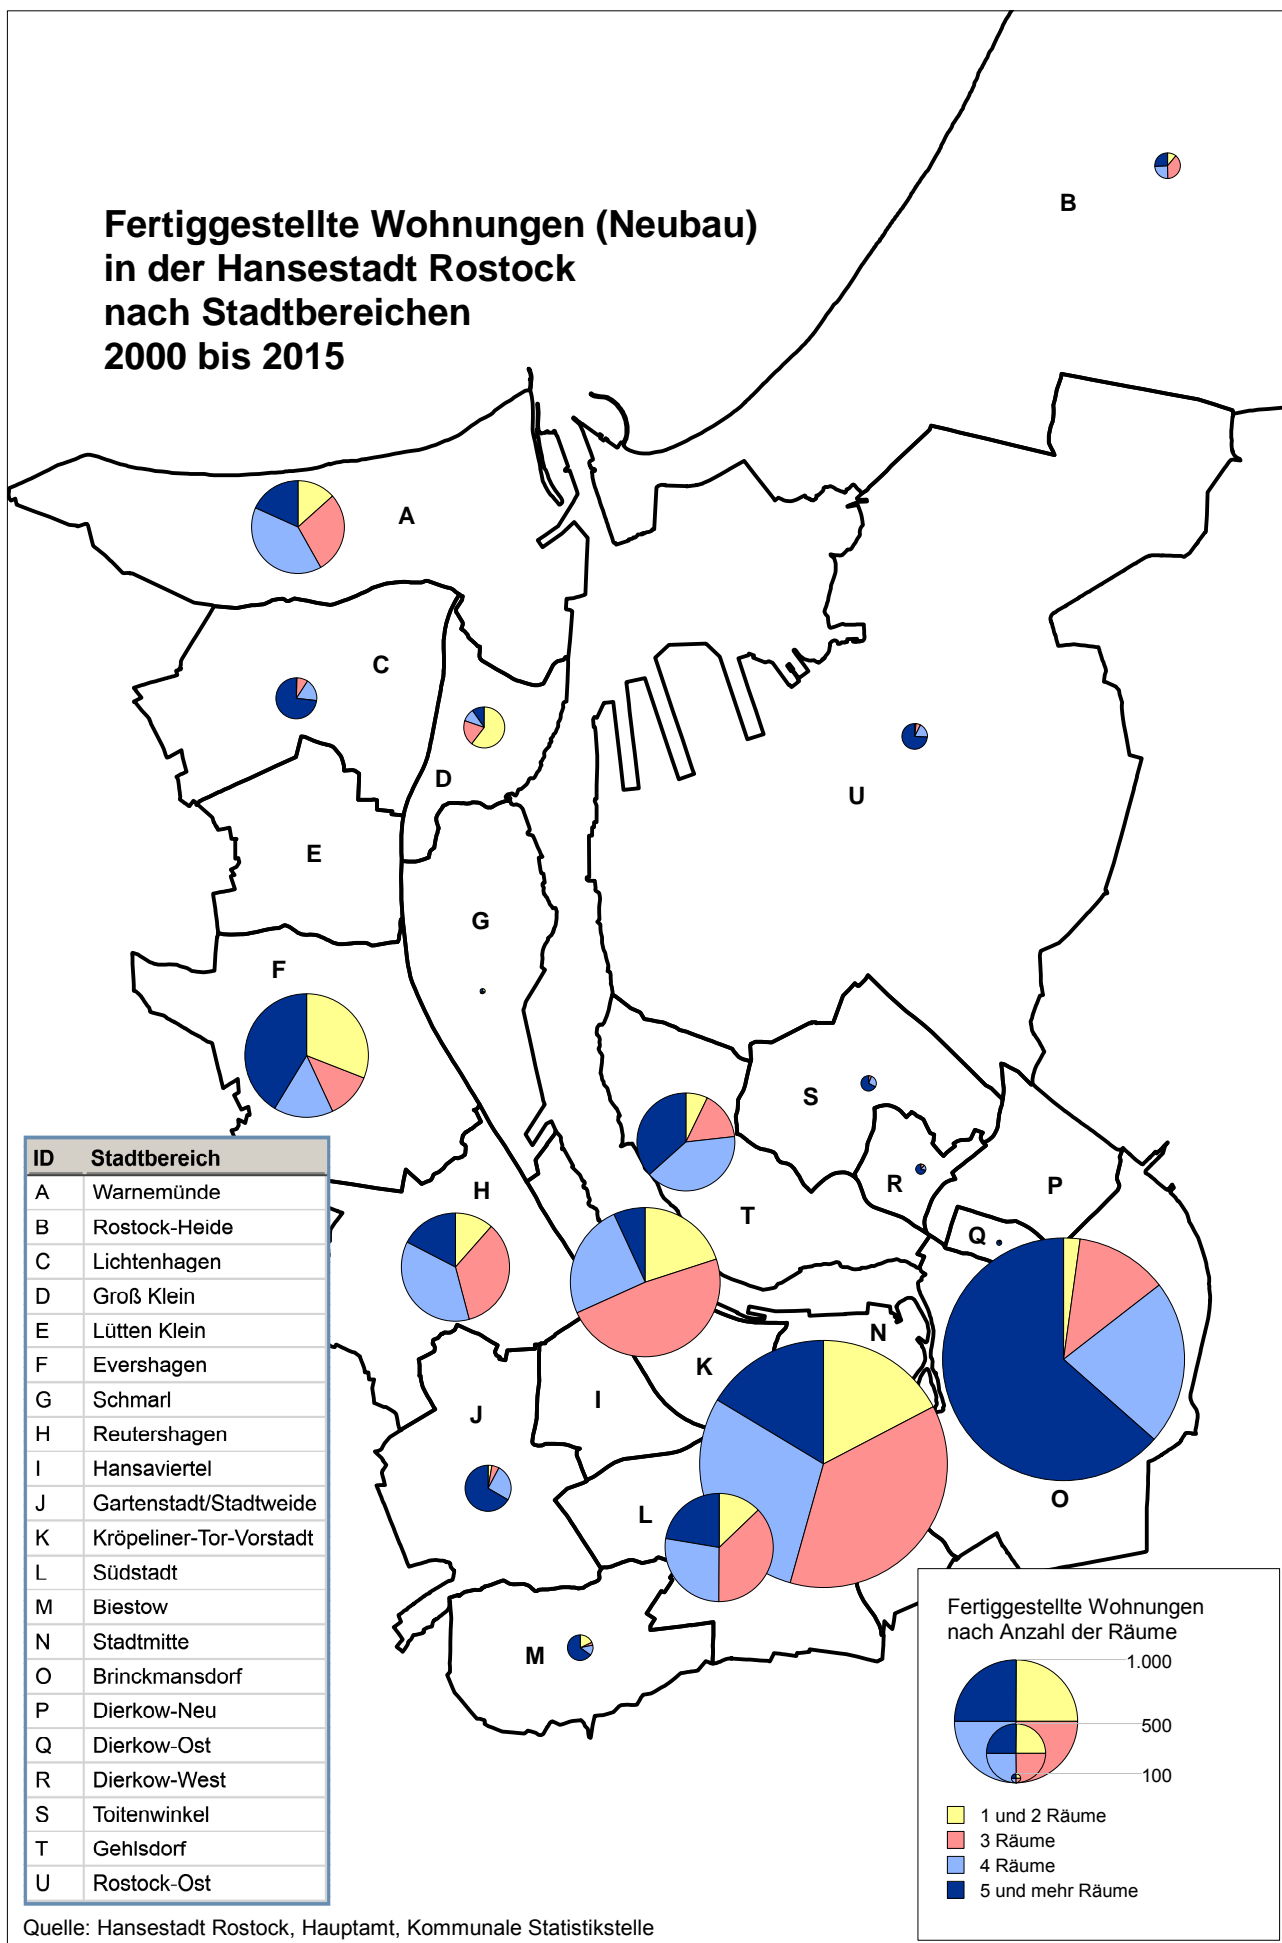 Fertiggestellte Wohnungen (Neubau)
in der Hansestadt Rostock
nach Stadtbereichen
2000 bis 2015
B
A
C
D
U
E
G
F
S
R
P
H
T
Q
N
K
J
I
O
L
M
ID Stadtbereich
A Warnemünde
B Rostock-Heide
C Lichtenhagen
D Groß Klein
E Lütten Klein
F Evershagen
G Schmarl
H Reutershagen
I Hansaviertel
J Gartenstadt/Stadtweide
K Kröpeliner-Tor-Vorstadt
L Südstadt
M Biestow
N Stadtmitte
O Brinckmansdorf
P Dierkow-Neu
Q Dierkow-Ost
R Dierkow-West
S Toitenwinkel
T Gehlsdorf
U Rostock-Ost
Fertiggestellte Wohnungen
nach Anzahl der Räume
1.000
500
100
1 und 2 Räume
3 Räume
4 Räume
5 und mehr Räume
Quelle: Hansestadt Rostock, Hauptamt, Kommunale Statistikstelle